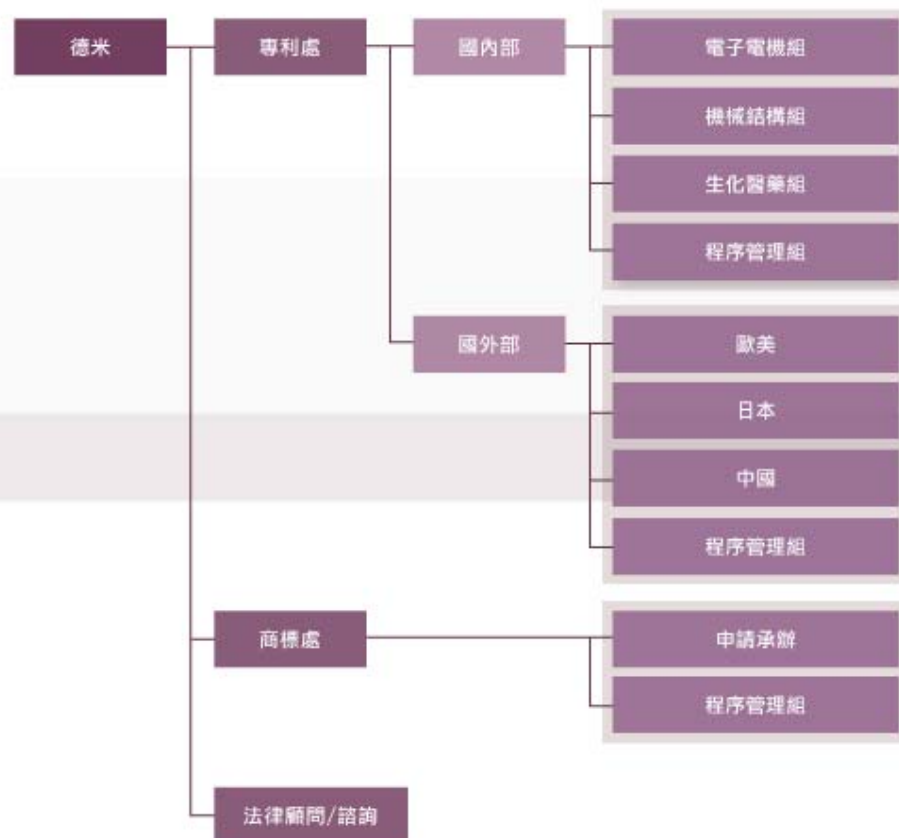 德米
專利處
國內部
電子電機組
機械結構組
生化醫藥組
程序管理組
國外部
歐美
日本
中國
程序管理組
商標處
申請承辦
程序管理組
法律顧問/諮詢